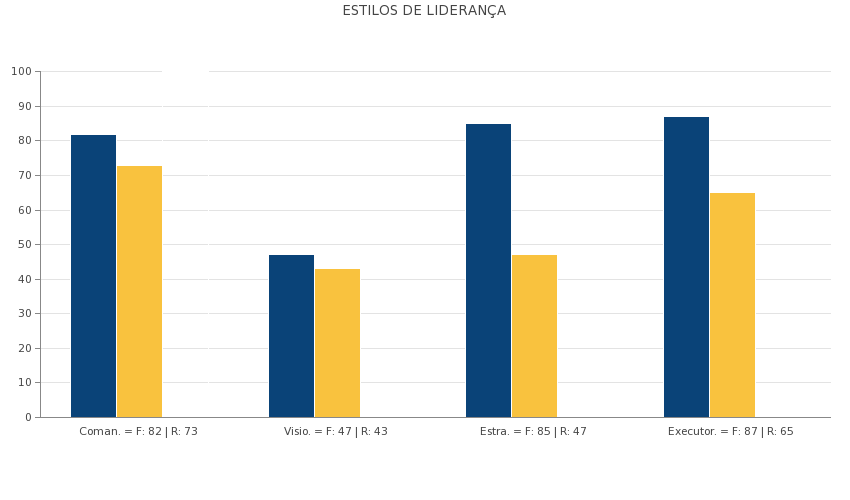 ESTILOS DE LIDERANÇA
100
90
80
70
60
50
40
30
20
10
0
Coman. = F: 82 | R: 73
Visio. = F: 47 | R: 43
Estra. = F: 85 | R: 47
Executor. = F: 87 | R: 65